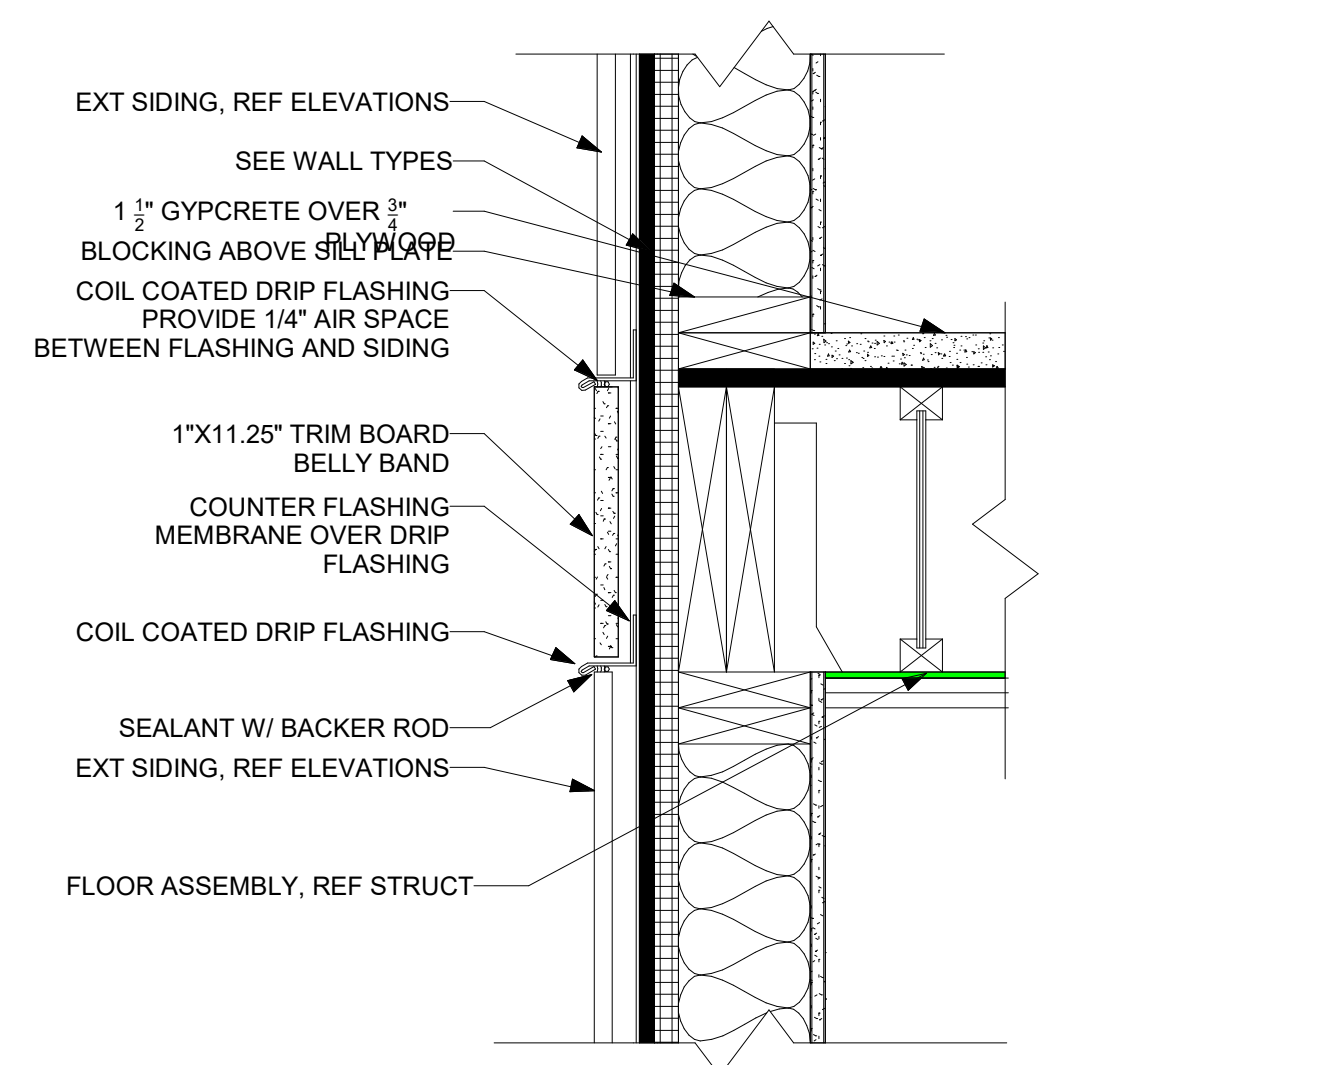 EXT SIDING, REF ELEVATIONS
SEE WALL TYPES
1 1/2" GYPCRETE OVER 3/4"
PLYWOOD
BLOCKING ABOVE SILL PLATE
COIL COATED DRIP FLASHING
PROVIDE 1/4" AIR SPACE
BETWEEN FLASHING AND SIDING
1"X11.25" TRIM BOARD
BELLY BAND
COUNTER FLASHING
MEMBRANE OVER DRIP
FLASHING
COIL COATED DRIP FLASHING
SEALANT W/ BACKER ROD
EXT SIDING, REF ELEVATIONS
FLOOR ASSEMBLY, REF STRUCT